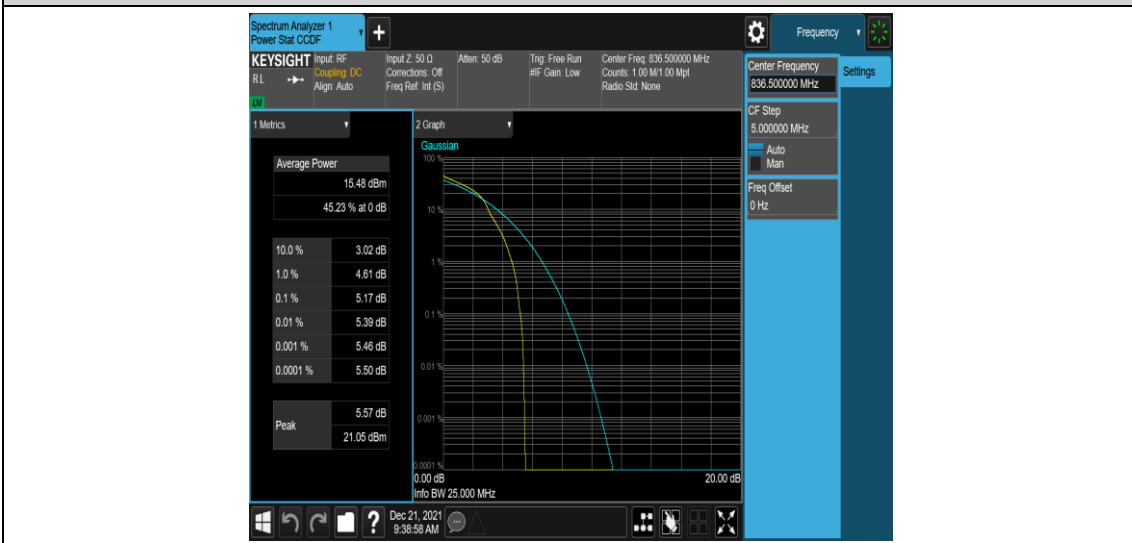 Spectrum Analyzer 1
Power Stat CCDF
+
Frequency
KEYSIGHT
RL
LM
Input: RF
Coupling: DC
Align: Auto
Input Z: 50 Ω
Corrections: Off
Freq Ref: Int (S)
Atten: 50 dB
Trig: Free Run
#IF Gain: Low
Center Freq: 836.500000 MHz
Counts: 1.00 M/1.00 Mpt
Radio Std: None
Center Frequency
836.500000 MHz
Settings
CF Step
5.000000 MHz
Auto
Man
Freq Offset
0 Hz
1 Metrics
Average Power
15.48 dBm
45.23 % at 0 dB
10.0 % 3.02 dB
1.0 % 4.61 dB
0.1 % 5.17 dB
0.01 % 5.39 dB
0.001 % 5.46 dB
0.0001 % 5.50 dB
Peak
5.57 dB
21.05 dBm
2 Graph
Gaussian
100 %
10 %
1 %
0.1 %
0.01 %
0.001 %
0.0001 %
0.00 dB 20.00 dB
Info BW 25.000 MHz
?
Dec 21, 2021
9:38:58 AM